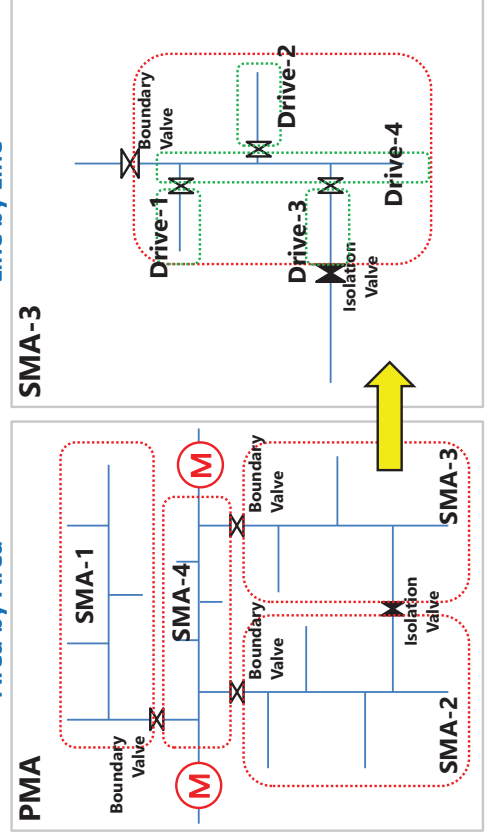 Area by Area
PMA
SMA-1
Boundary
Valve
SMA-4
M
M
Boundary
Valve
Boundary
Valve
SMA-2
Isolation
Valve
SMA-3
Line by Line
SMA-3
Boundary
Valve
Drive-1
Drive-2
Drive-3
Isolation
Valve
Drive-4